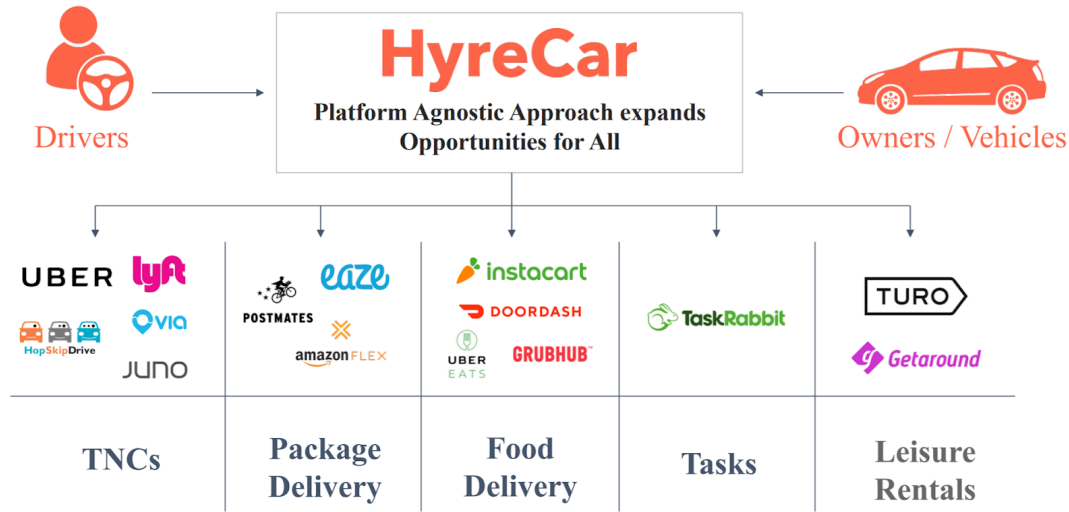 HyreCar
Platform Agnostic Approach expands
Opportunities for All
Drivers
Owners / Vehicles
UBER
lyft
HopSkipDrive
via
JUNO
POSTMATES
eaze
amazon FLEX
instacart
DOORDASH
UBER
EATS
GRUBHUB™
TaskRabbit
TURO
Getaround
TNCs
Package
Delivery
Food
Delivery
Tasks
Leisure
Rentals